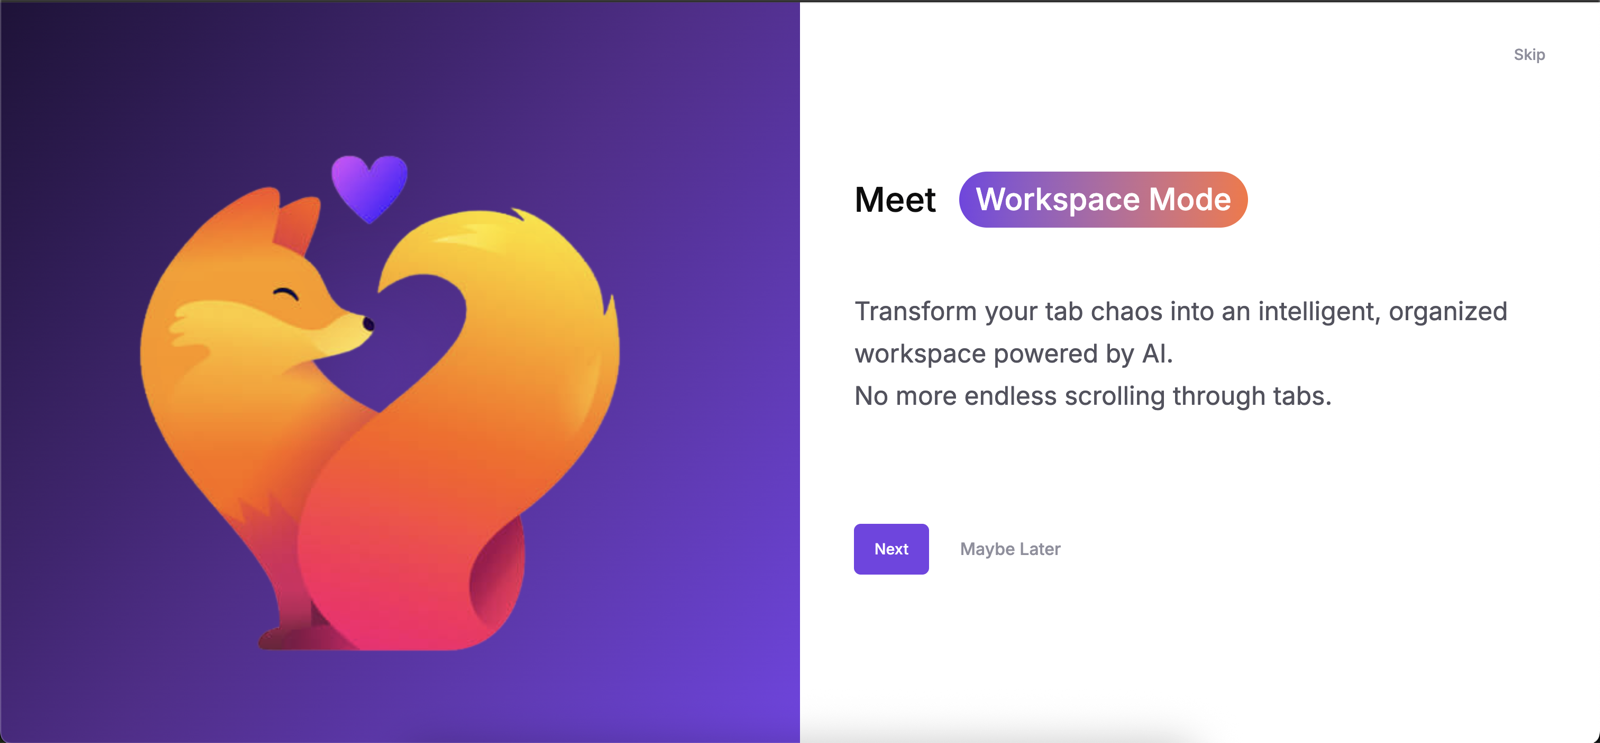 Skip
Meet Workspace Mode
Transform your tab chaos into an intelligent, organized
workspace powered by AI.
No more endless scrolling through tabs.
Next Maybe Later